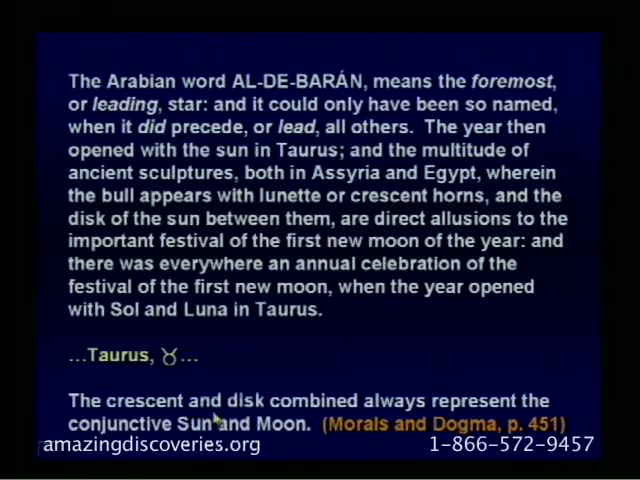 The Arabian word AL-DE-BARÁN, means the foremost,
or leading, star: and it could only have been so named,
when it did precede, or lead, all others. The year then
opened with the sun in Taurus; and the multitude of
ancient sculptures, both in Assyria and Egypt, wherein
the bull appears with lunette or crescent horns, and the
disk of the sun between them, are direct allusions to the
important festival of the first new moon of the year: and
there was everywhere an annual celebration of the
festival of the first new moon, when the year opened
with Sol and Luna in Taurus.
…Taurus, ♉…
The crescent and disk combined always represent the
conjunctive Sun and Moon. (Morals and Dogma, p. 451)
amazingdiscoveries.org 1-866-572-9457